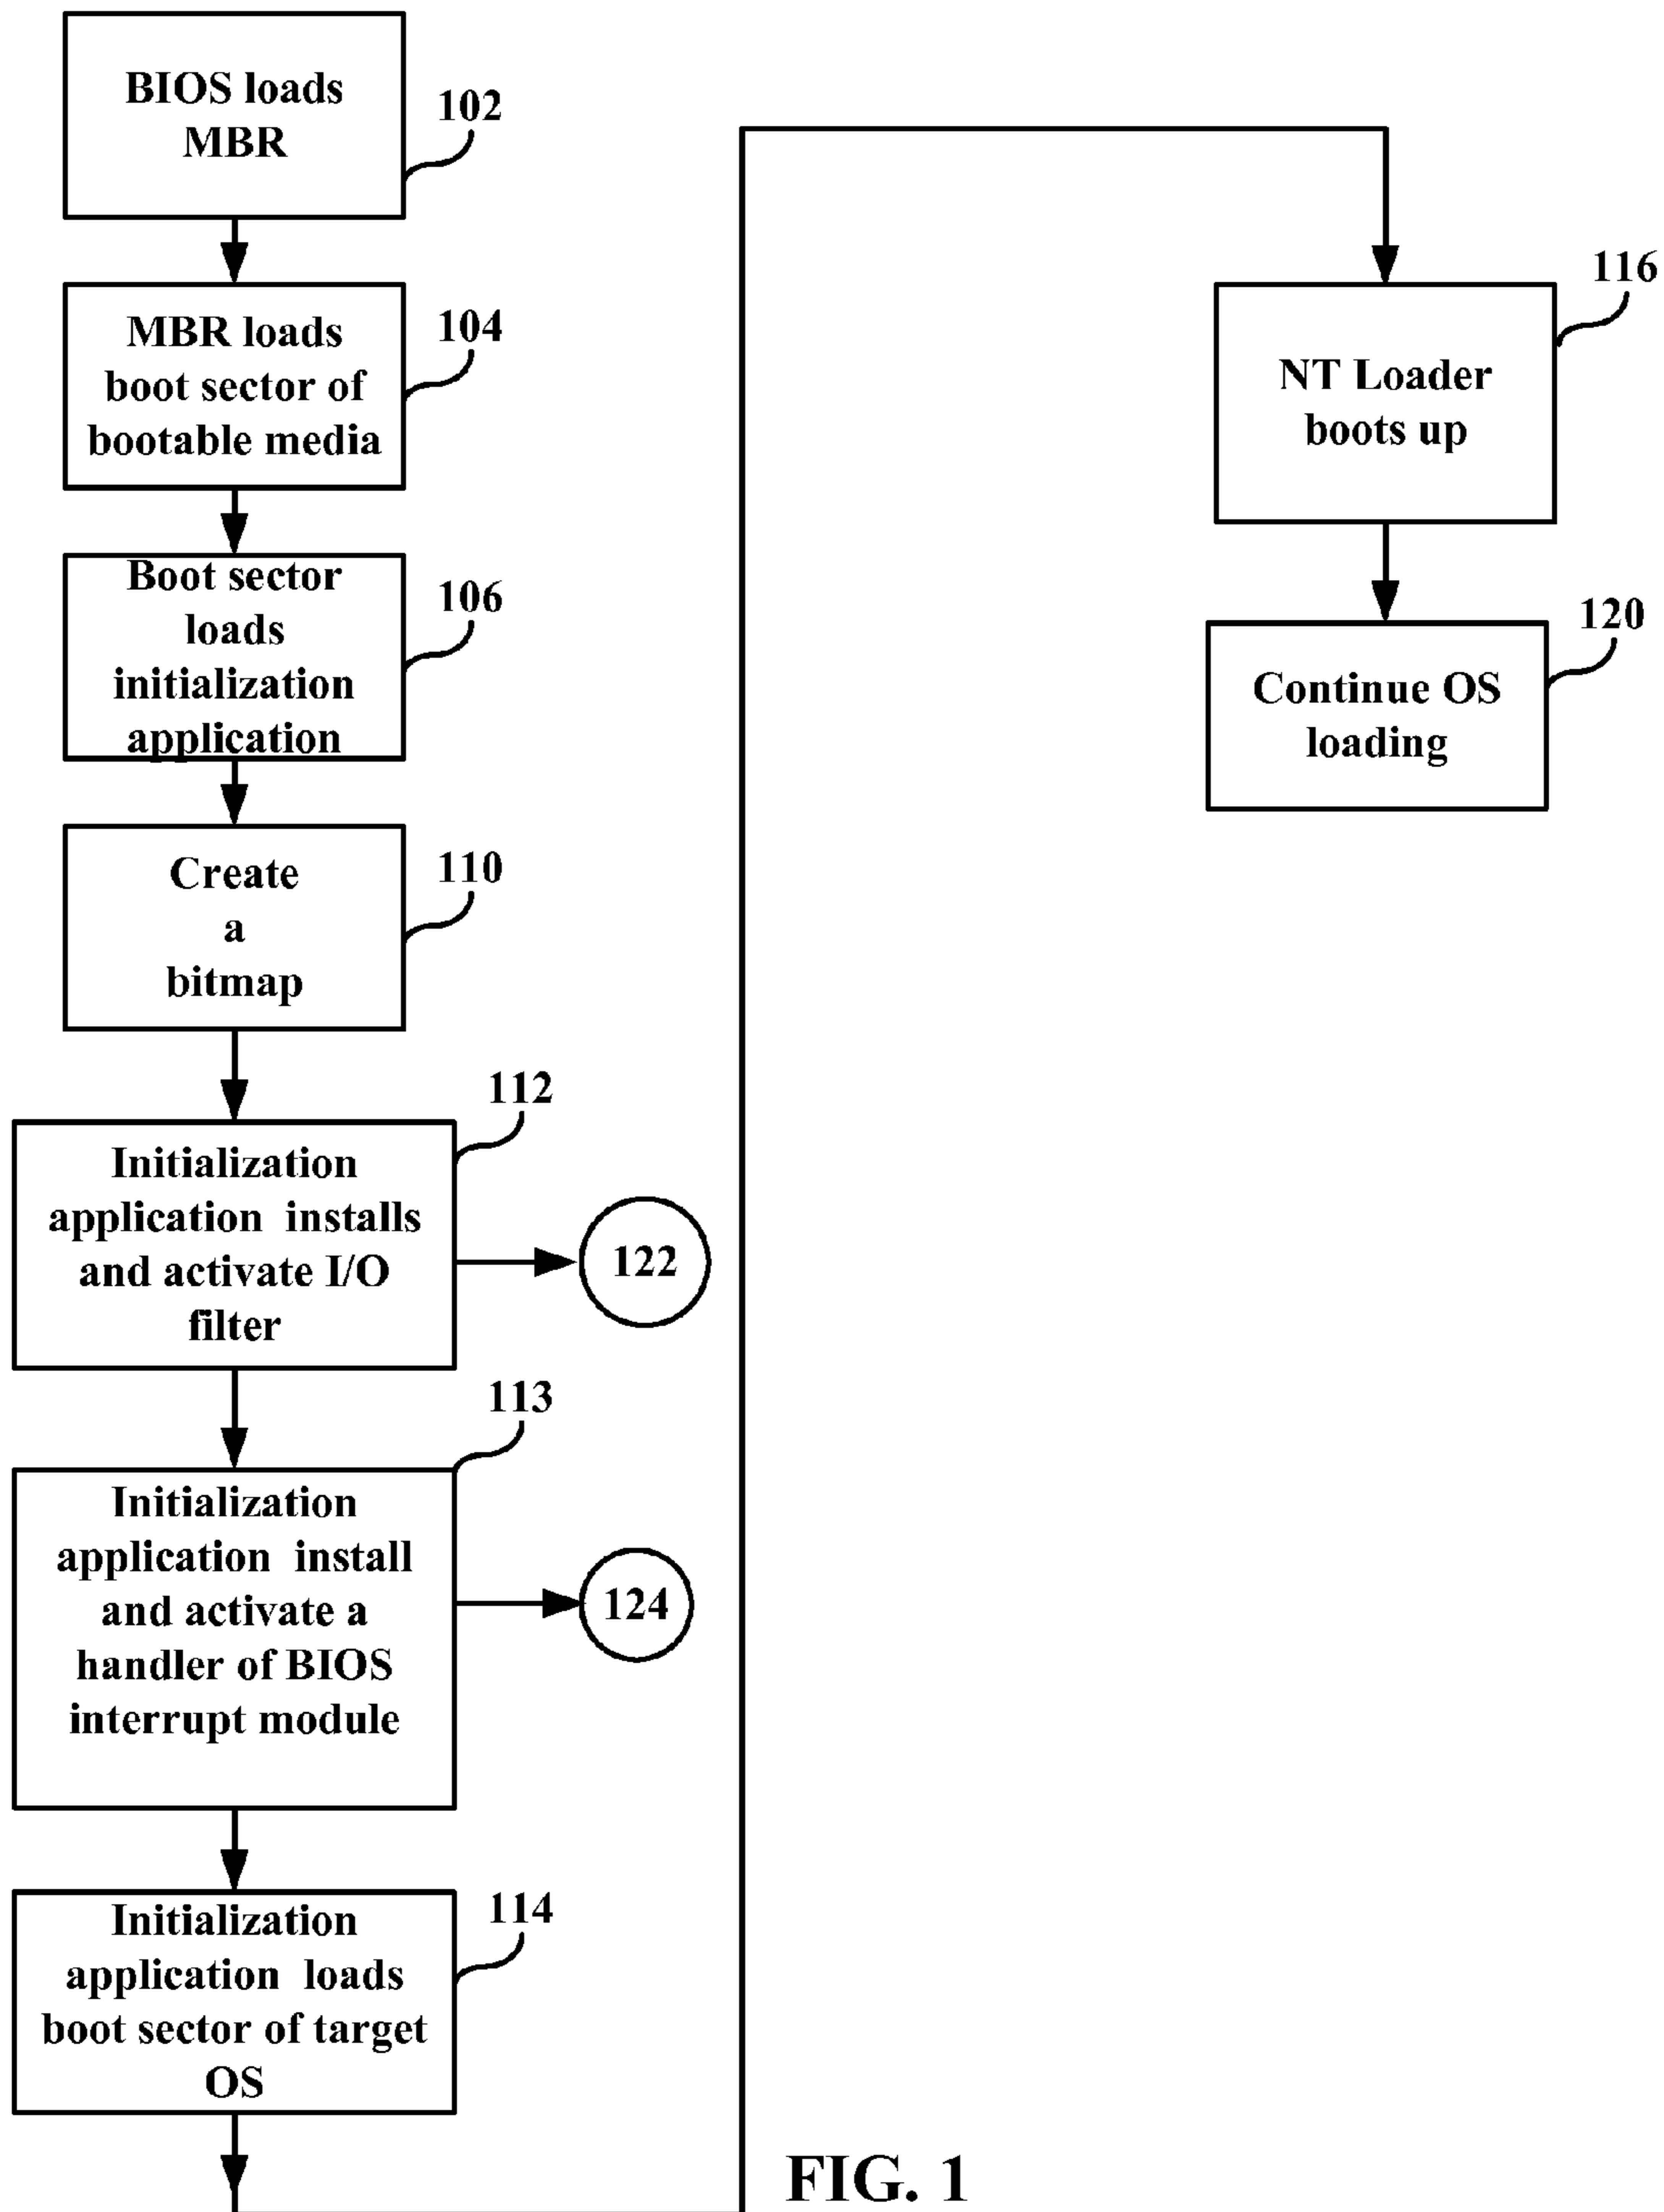 BIOS loads
MBR
102
MBR loads
boot sector of
bootable media
104
Boot sector
loads
initialization
application
106
Create
a
bitmap
110
Initialization
application installs
and activate I/O
filter
112
122
Initialization
application install
and activate a
handler of BIOS
interrupt module
113
124
Initialization
application loads
boot sector of target
OS
114
NT Loader
boots up
116
Continue OS
loading
120
FIG. 1